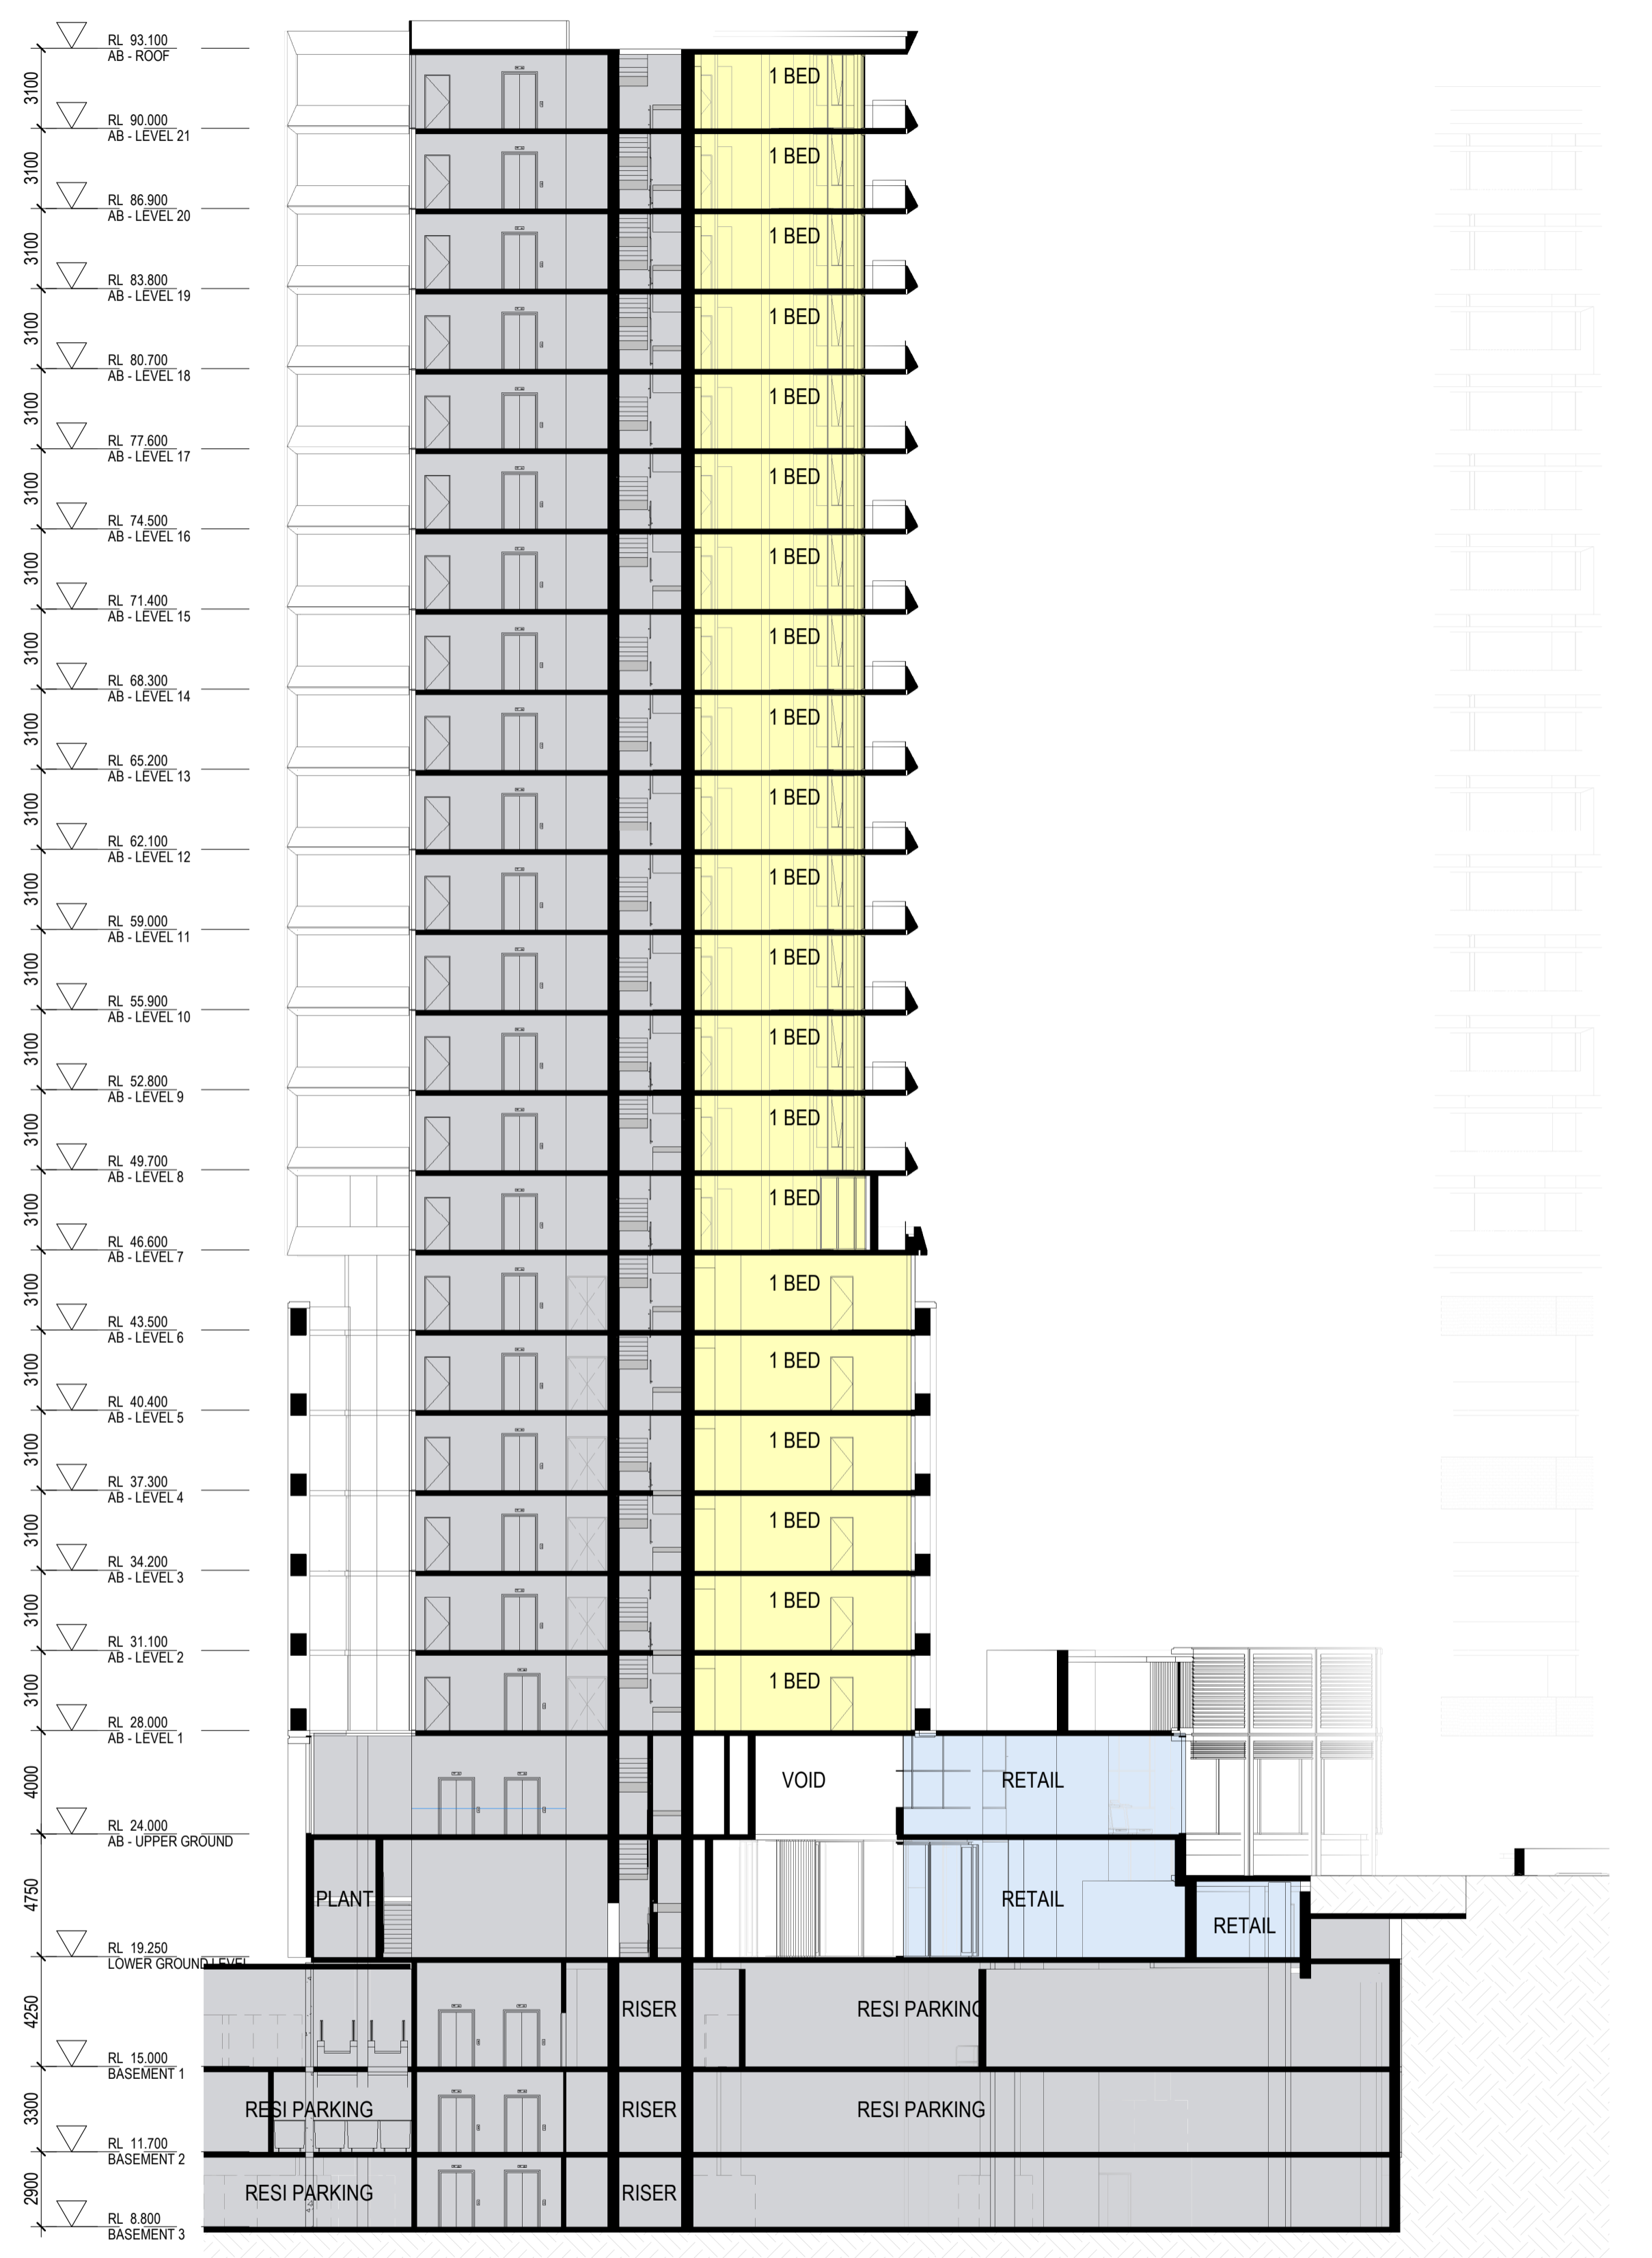 RL 93.100
AB - ROOF
3100
1 BED
RL 90.000
AB - LEVEL 21
3100
1 BED
RL 86.900
AB - LEVEL 20
3100
1 BED
RL 83.800
AB - LEVEL 19
3100
1 BED
RL 80.700
AB - LEVEL 18
3100
1 BED
RL 77.600
AB - LEVEL 17
3100
1 BED
RL 74.500
AB - LEVEL 16
3100
1 BED
RL 71.400
AB - LEVEL 15
3100
1 BED
RL 68.300
AB - LEVEL 14
3100
1 BED
RL 65.200
AB - LEVEL 13
3100
1 BED
RL 62.100
AB - LEVEL 12
3100
1 BED
RL 59.000
AB - LEVEL 11
3100
1 BED
RL 55.900
AB - LEVEL 10
3100
1 BED
RL 52.800
AB - LEVEL 9
3100
1 BED
RL 49.700
AB - LEVEL 8
3100
1 BED
RL 46.600
AB - LEVEL 7
3100
1 BED
RL 43.500
AB - LEVEL 6
3100
1 BED
RL 40.400
AB - LEVEL 5
3100
1 BED
RL 37.300
AB - LEVEL 4
3100
1 BED
RL 34.200
AB - LEVEL 3
3100
1 BED
RL 31.100
AB - LEVEL 2
3100
1 BED
RL 28.000
AB - LEVEL 1
4000
VOID
RETAIL
RL 24.000
AB - UPPER GROUND
4750
PLANT
RETAIL
RETAIL
RL 19.250
LOWER GROUND LEVEL
4250
RISER
RESI PARKING
RL 15.000
BASEMENT 1
3300
RESI PARKING
RISER
RESI PARKING
RL 11.700
BASEMENT 2
2900
RESI PARKING
RISER
RL 8.800
BASEMENT 3